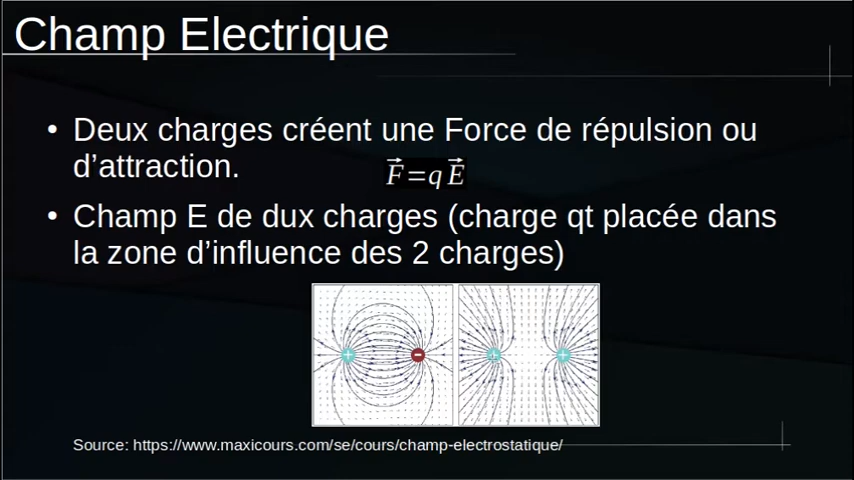 Champ Electrique
• Deux charges créent une Force de répulsion ou
d’attraction.
F⃗=q E⃗
• Champ E de dux charges (charge qt placée dans
la zone d’influence des 2 charges)
+ − + +
Source: https://www.maxicours.com/se/cours/champ-electrostatique/